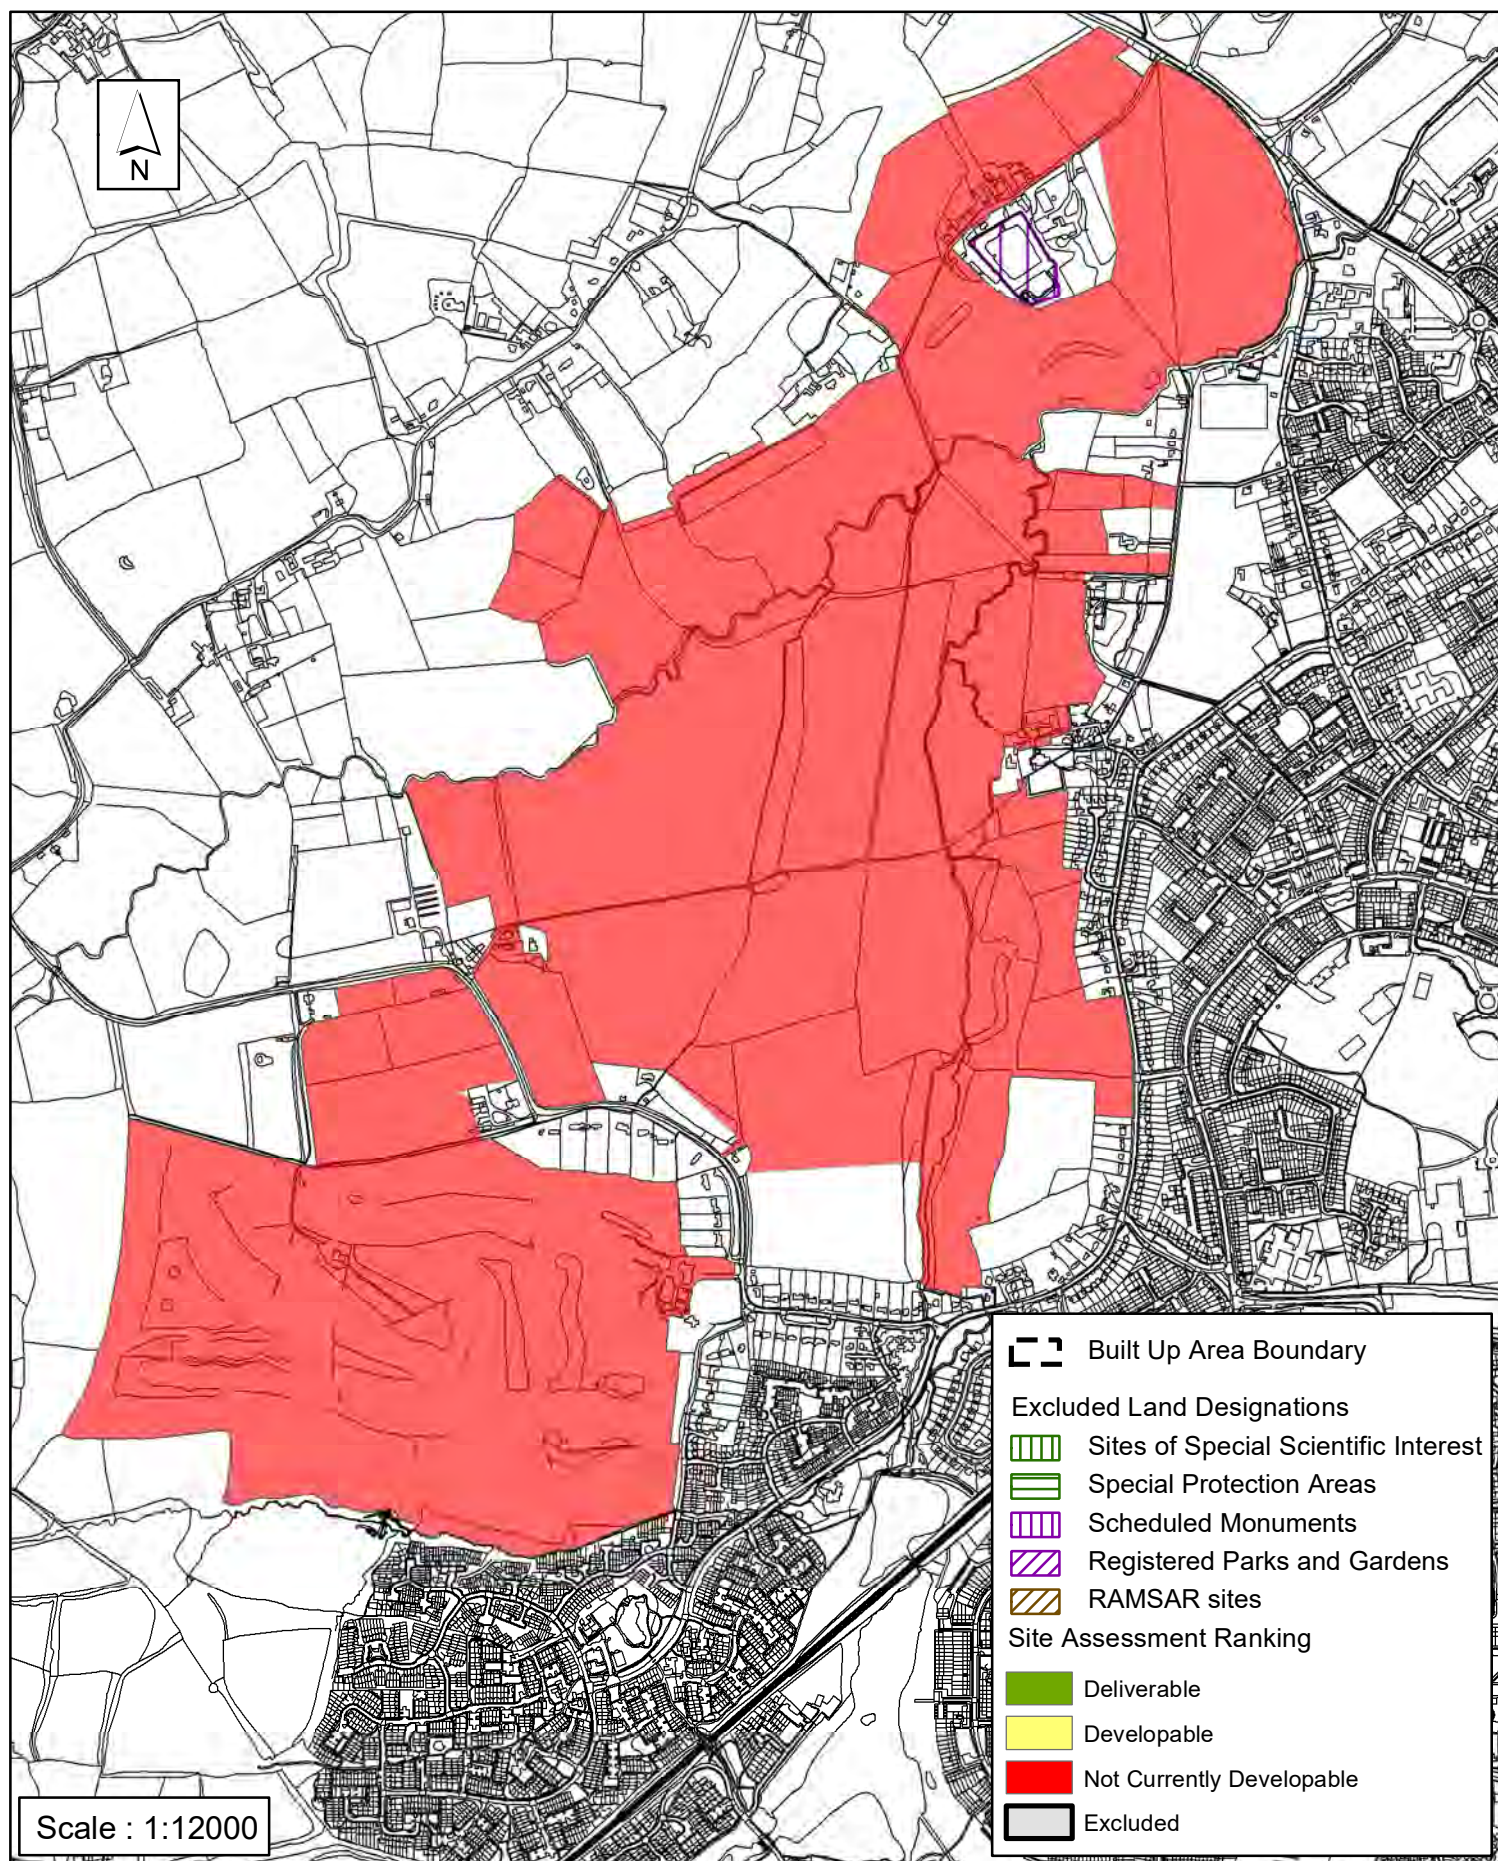 N
Built Up Area Boundary
Excluded Land Designations
Sites of Special Scientific Interest
Special Protection Areas
Scheduled Monuments
Registered Parks and Gardens
RAMSAR sites
Site Assessment Ranking
Deliverable
Developable
Not Currently Developable
Excluded
Scale : 1:12000